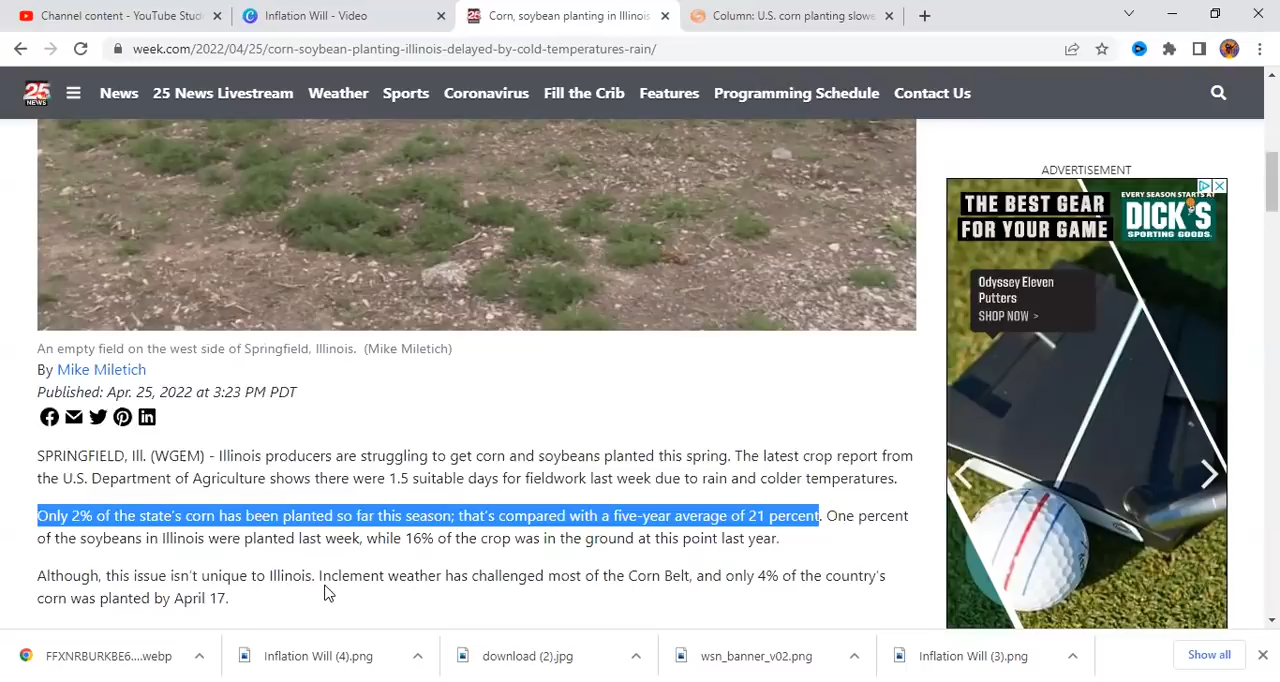 Channel content - YouTube Stud
Inflation Will - Video
Corn, soybean planting in Illinois
Column: U.S. corn planting slowe
week.com/2022/04/25/corn-soybean-planting-illinois-delayed-by-cold-temperatures-rain/
25
NEWS
News
25 News Livestream
Weather
Sports
Coronavirus
Fill the Crib
Features
Programming Schedule
Contact Us
ADVERTISEMENT
THE BEST GEAR
FOR YOUR GAME
EVERY SEASON STARTS AT
DICK'S
SPORTING GOODS.
Odyssey Eleven
Putters
SHOP NOW >
An empty field on the west side of Springfield, Illinois. (Mike Miletich)
By Mike Miletich
Published: Apr. 25, 2022 at 3:23 PM PDT
SPRINGFIELD, Ill. (WGEM) - Illinois producers are struggling to get corn and soybeans planted this spring. The latest crop report from
the U.S. Department of Agriculture shows there were 1.5 suitable days for fieldwork last week due to rain and colder temperatures.
Only 2% of the state's corn has been planted so far this season; that's compared with a five-year average of 21 percent. One percent
of the soybeans in Illinois were planted last week, while 16% of the crop was in the ground at this point last year.
Although, this issue isn't unique to Illinois. Inclement weather has challenged most of the Corn Belt, and only 4% of the country's
corn was planted by April 17.
FFXNRBURKBE6....webp
Inflation Will (4).png
download (2).jpg
wsn_banner_v02.png
Inflation Will (3).png
Show all